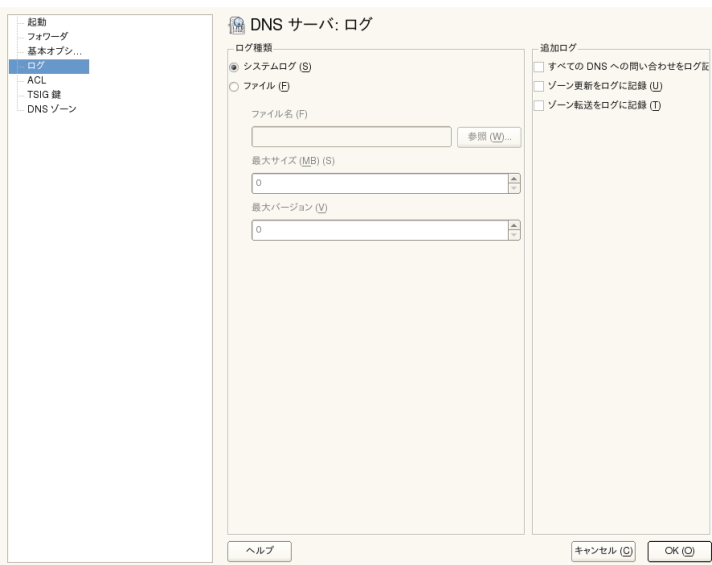 起動
フォワーダ
基本オプシ...
ログ
ACL
TSIG 鍵
DNS ゾーン
DNS サーバ: ログ
ログ種類
システムログ (S)
ファイル (F)
ファイル名 (F)
参照 (W)...
最大サイズ (MB) (S)
0
最大バージョン (V)
0
追加ログ
すべての DNS への問い合わせをログ記
ゾーン更新をログに記録 (U)
ゾーン転送をログに記録 (T)
ヘルプ
キャンセル (C)
OK (O)